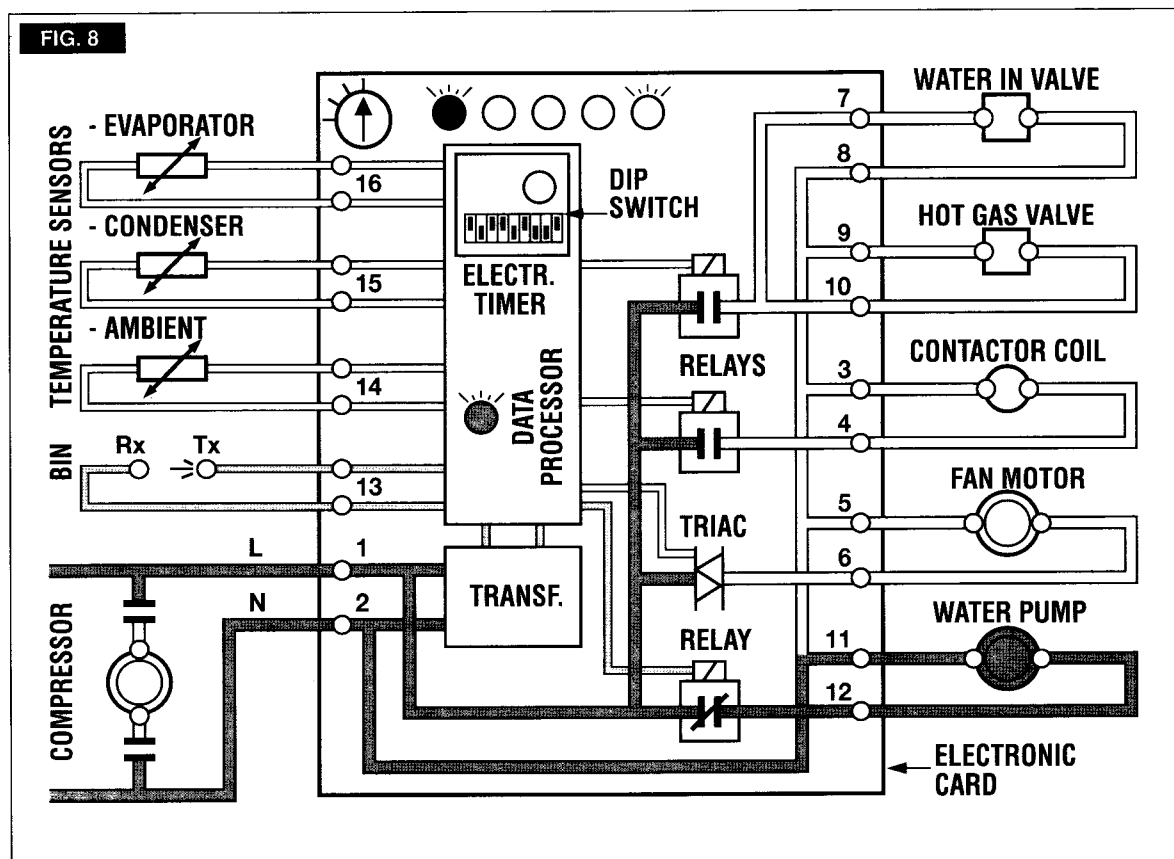 FIG. 8
TEMPERATURE SENSORS
- EVAPORATOR
16
- CONDENSER
15
- AMBIENT
14
BIN
Rx
Tx
13
L
1
N
2
COMPRESSOR
DIP
SWITCH
ELECTR.
TIMER
DATA
PROCESSOR
TRANSF.
RELAYS
TRIAC
RELAY
WATER IN VALVE
7
8
HOT GAS VALVE
9
10
CONTACTOR COIL
3
4
FAN MOTOR
5
6
WATER PUMP
11
12
ELECTRONIC
CARD